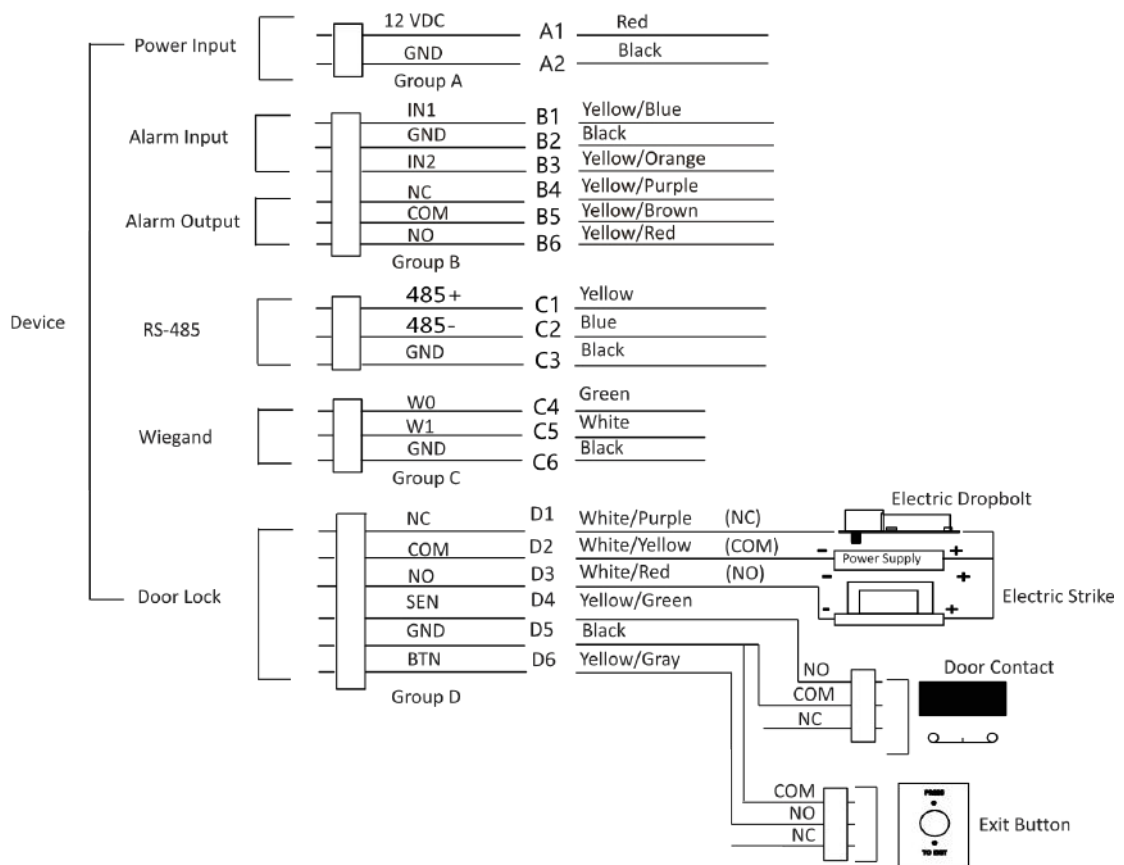 12 VDC A1 Red
Power Input
GND A2 Black
Group A
IN1 B1 Yellow/Blue
Alarm Input
GND B2 Black
IN2 B3 Yellow/Orange
NC B4 Yellow/Purple
Alarm Output
COM B5 Yellow/Brown
NO B6 Yellow/Red
Group B
485+ C1 Yellow
Device
RS-485
485- C2 Blue
GND C3 Black
W0 C4 Green
Wiegand
W1 C5 White
GND C6 Black
Group C
Electric Dropbolt
NC D1 White/Purple (NC)
COM D2 White/Yellow (COM) - Power Supply +
NO D3 White/Red (NO) - +
Door Lock
SEN D4 Yellow/Green - + Electric Strike
GND D5 Black
BTN D6 Yellow/Gray
Group D
NO Door Contact
COM
NC
COM PRESS
NO Exit Button
NC TO EXIT